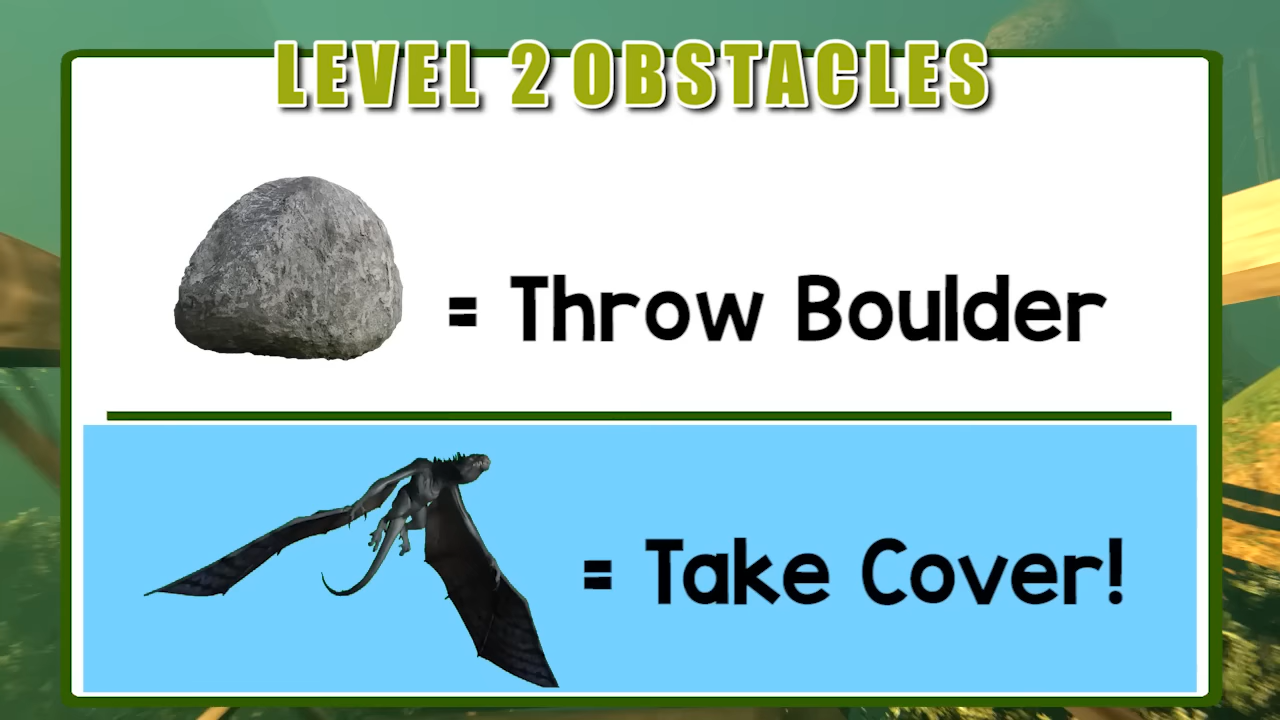 LEVEL 2 OBSTACLES
= Throw Boulder
= Take Cover!